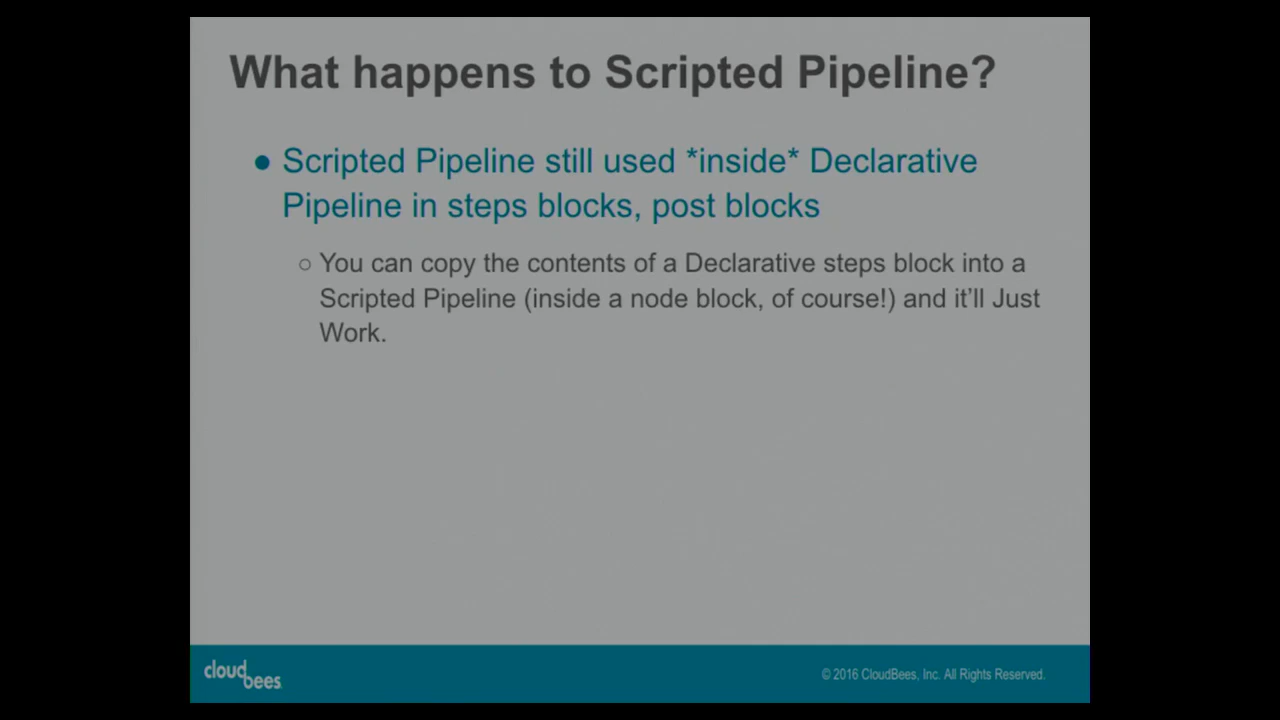 What happens to Scripted Pipeline?
● Scripted Pipeline still used *inside* Declarative
Pipeline in steps blocks, post blocks
○ You can copy the contents of a Declarative steps block into a
Scripted Pipeline (inside a node block, of course!) and it’ll Just
Work.
cloud
bees
© 2016 CloudBees, Inc. All Rights Reserved.